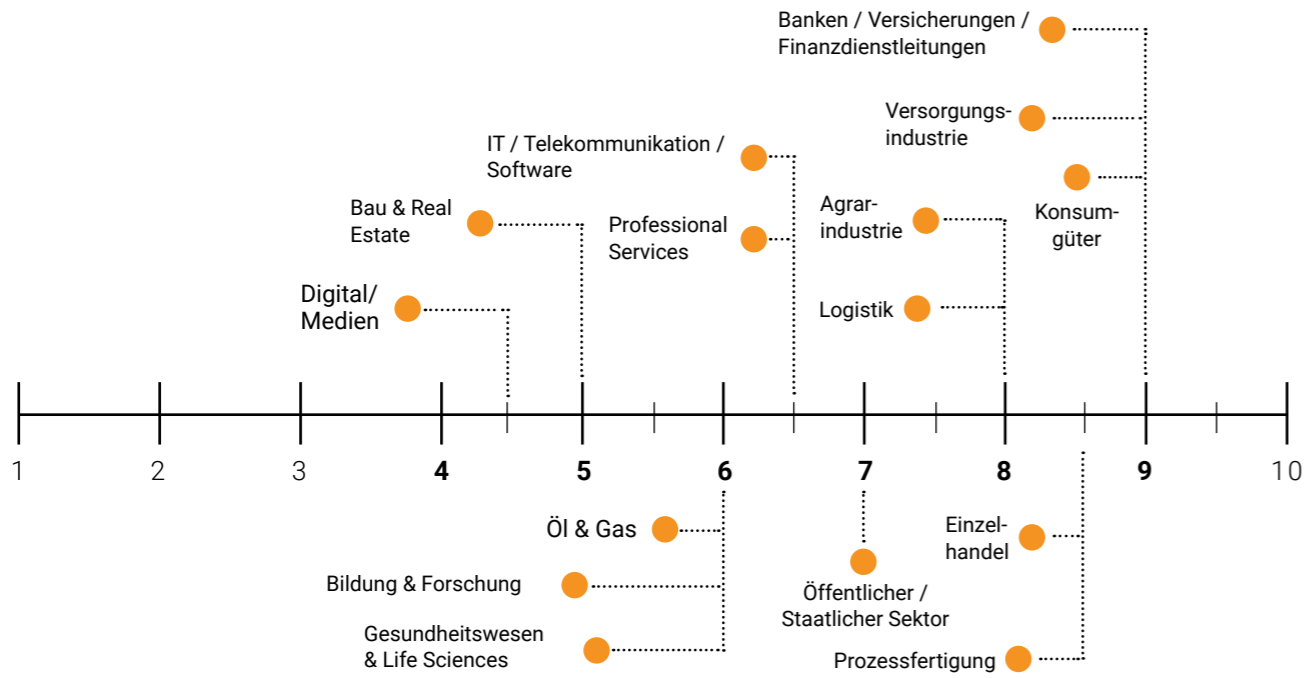 Banken / Versicherungen /
Finanzdienstleitungen
Versorgungs-
industrie
IT / Telekommunikation /
Software
Konsum-
güter
Bau & Real
Estate
Professional
Services
Agrar-
industrie
Digital/
Medien
Logistik
1 2 3 4 5 6 7 8 9 10
Öl & Gas
Einzel-
handel
Bildung & Forschung
Öffentlicher /
Staatlicher Sektor
Gesundheitswesen
& Life Sciences
Prozessfertigung